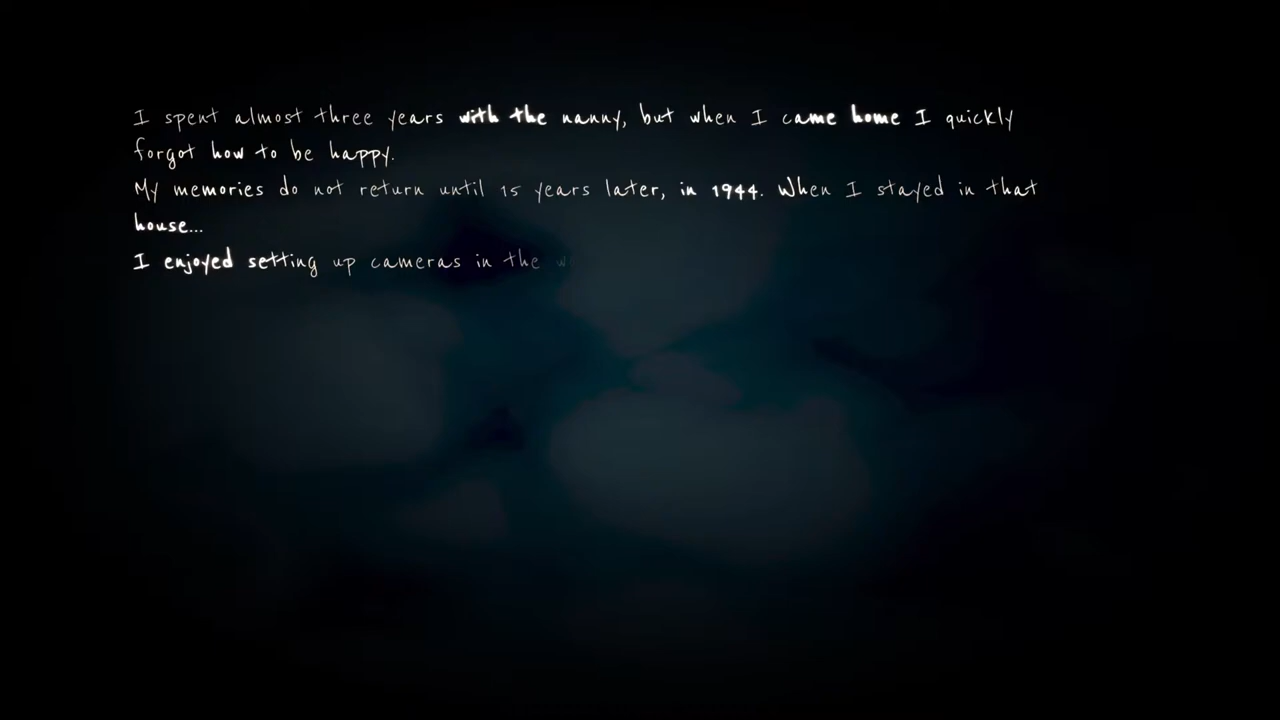 I spent almost three years with the nanny, but when I came home I quickly
forgot how to be happy.
My memories do not return until 15 years later, in 1944. When I stayed in that
house...
I enjoyed setting up cameras in the